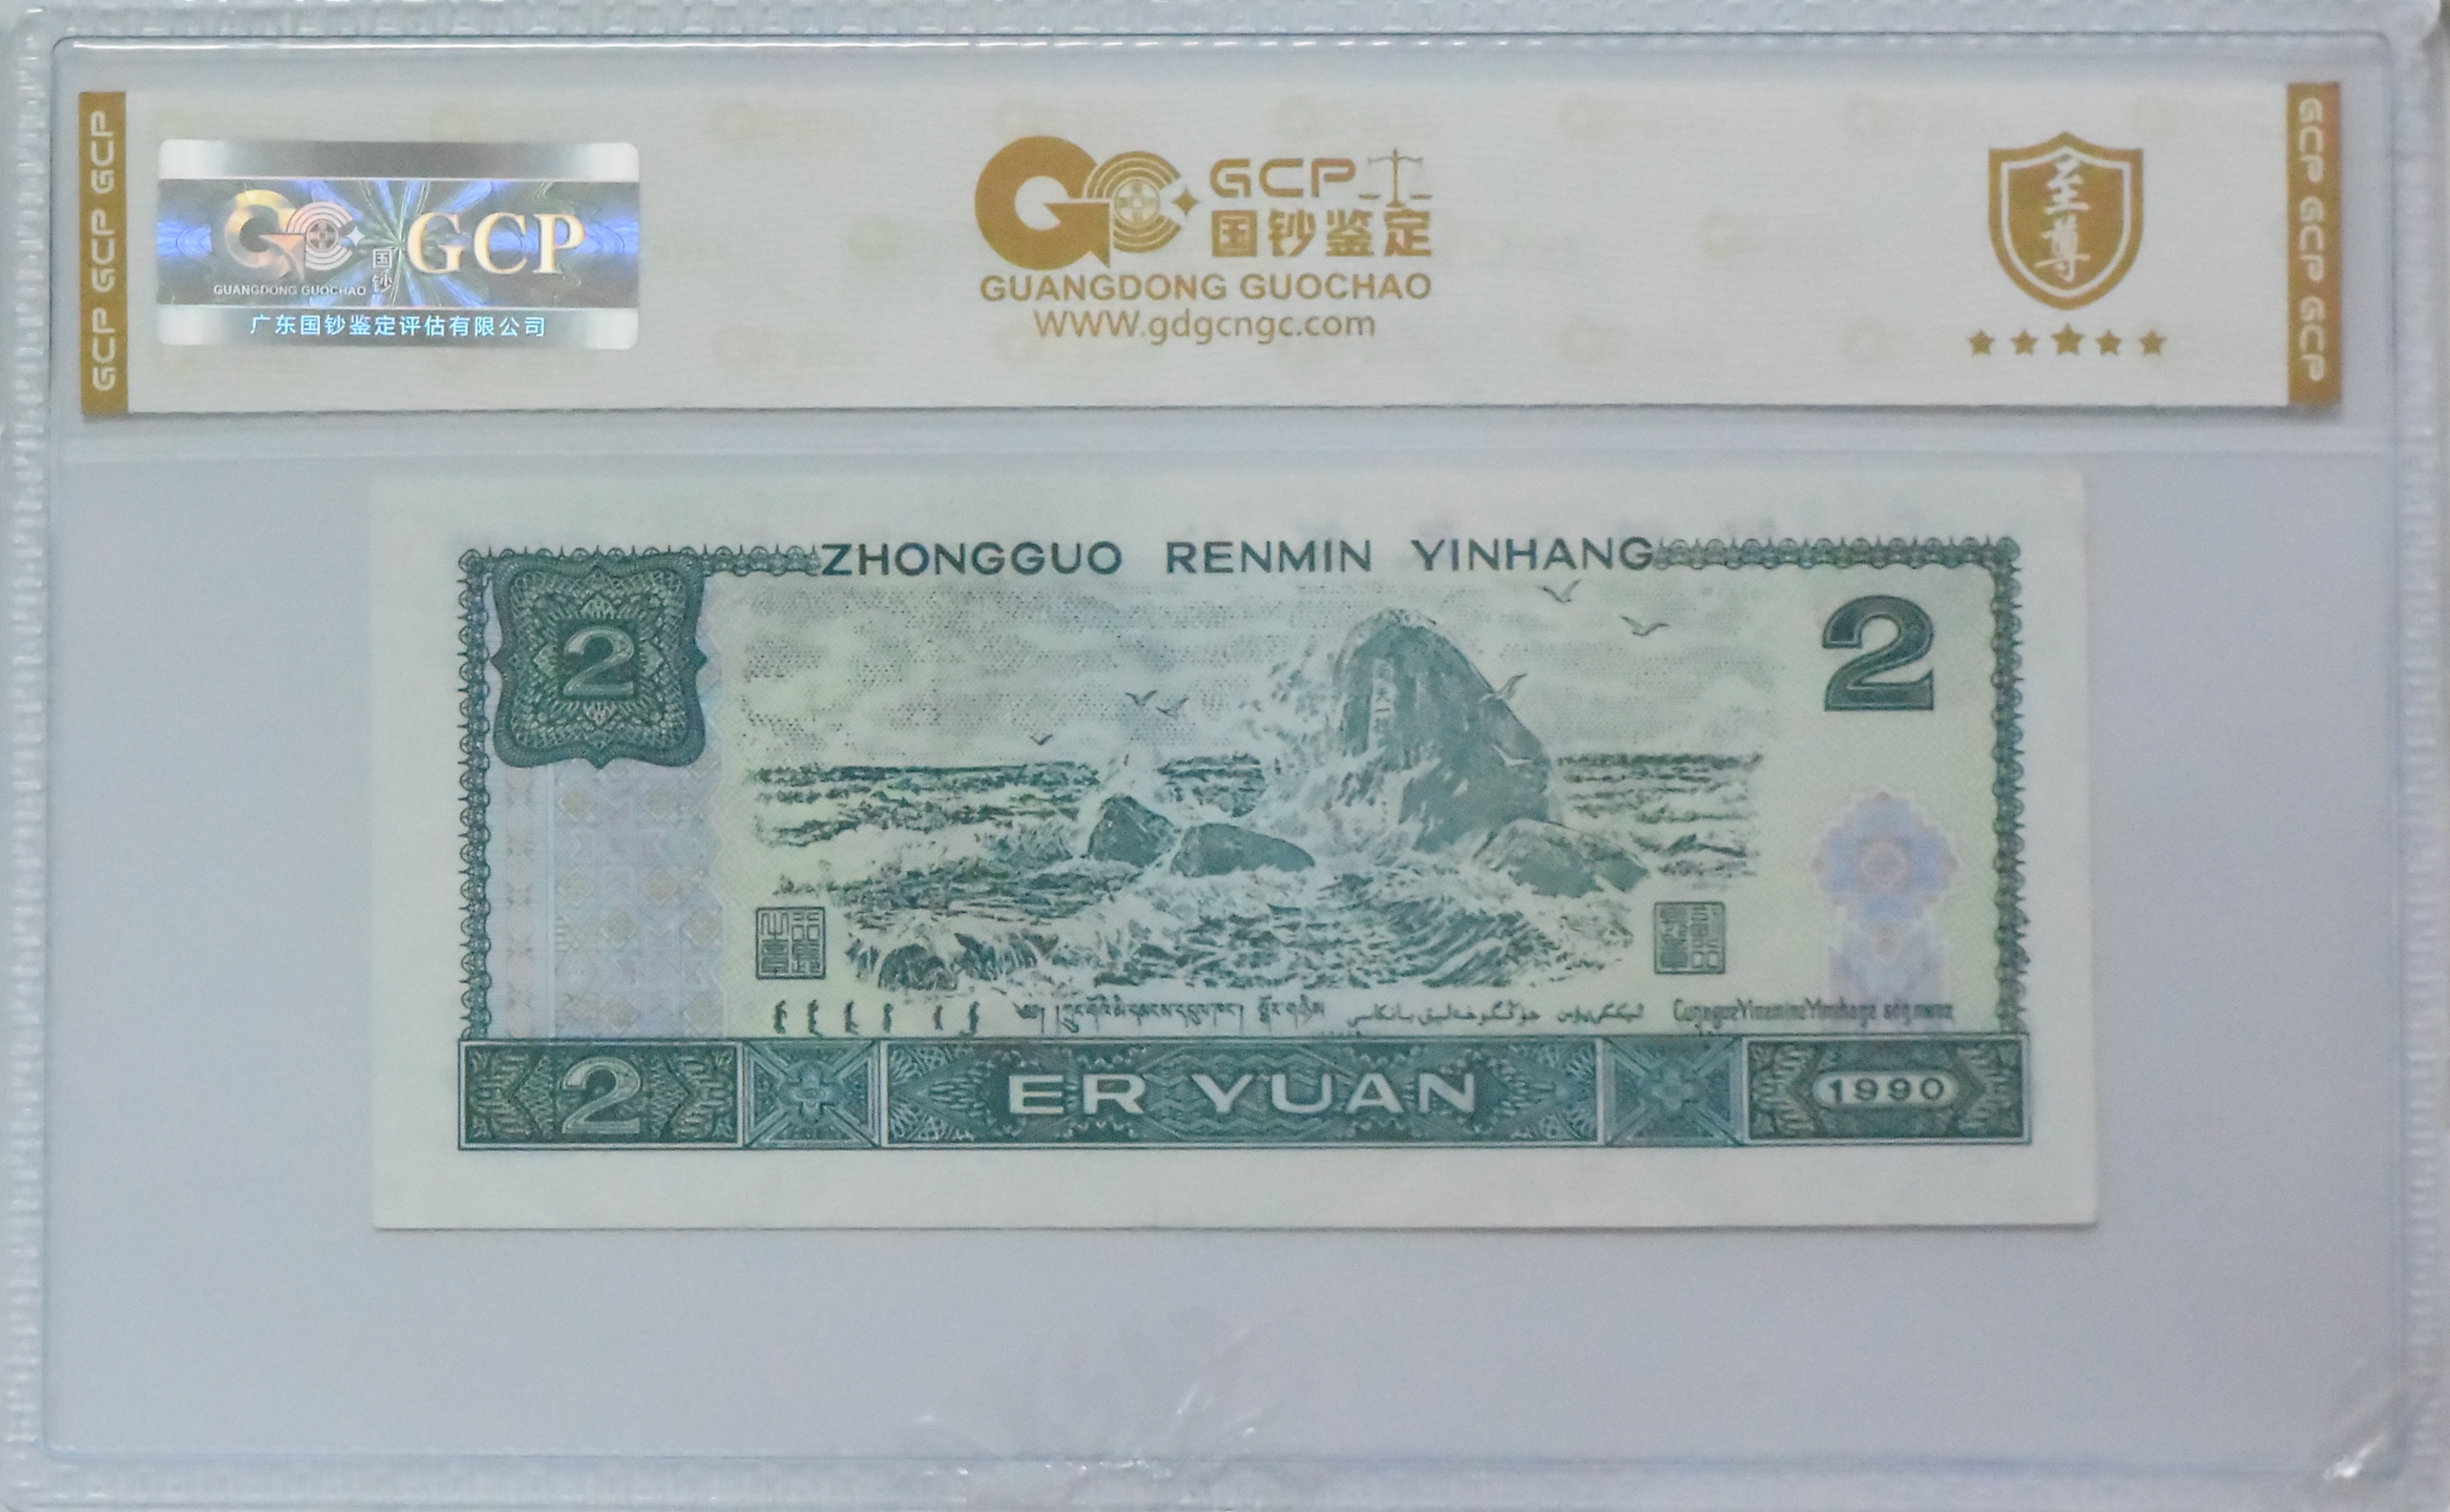 GCP GCP GCP
GUANGDONG GUOCHAO
国钞
GCP
广东国钞鉴定评估有限公司
GCP
国钞鉴定
GUANGDONG GUOCHAO
WWW.gdgcngc.com
至尊
GCP GCP GCP
ZHONGGUO RENMIN YINHANG
2
2
2
ER YUAN
1990